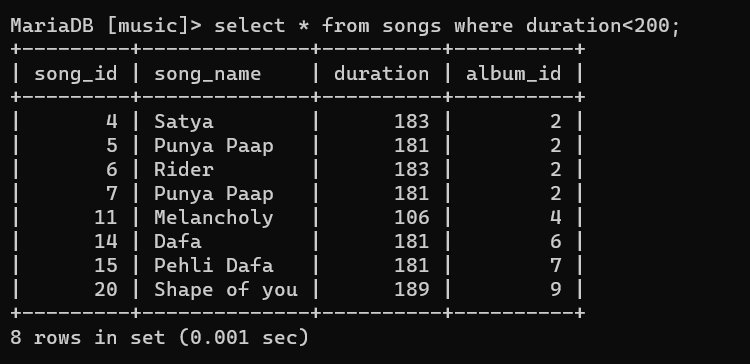 MariaDB [music]> select * from songs where duration<200;
+---------+--------------+----------+----------+
| song_id | song_name    | duration | album_id |
+---------+--------------+----------+----------+
|       4 | Satya        |      183 |        2 |
|       5 | Punya Paap   |      181 |        2 |
|       6 | Rider        |      183 |        2 |
|       7 | Punya Paap   |      181 |        2 |
|      11 | Melancholy   |      106 |        4 |
|      14 | Dafa         |      181 |        6 |
|      15 | Pehli Dafa   |      181 |        7 |
|      20 | Shape of you |      189 |        9 |
+---------+--------------+----------+----------+
8 rows in set (0.001 sec)